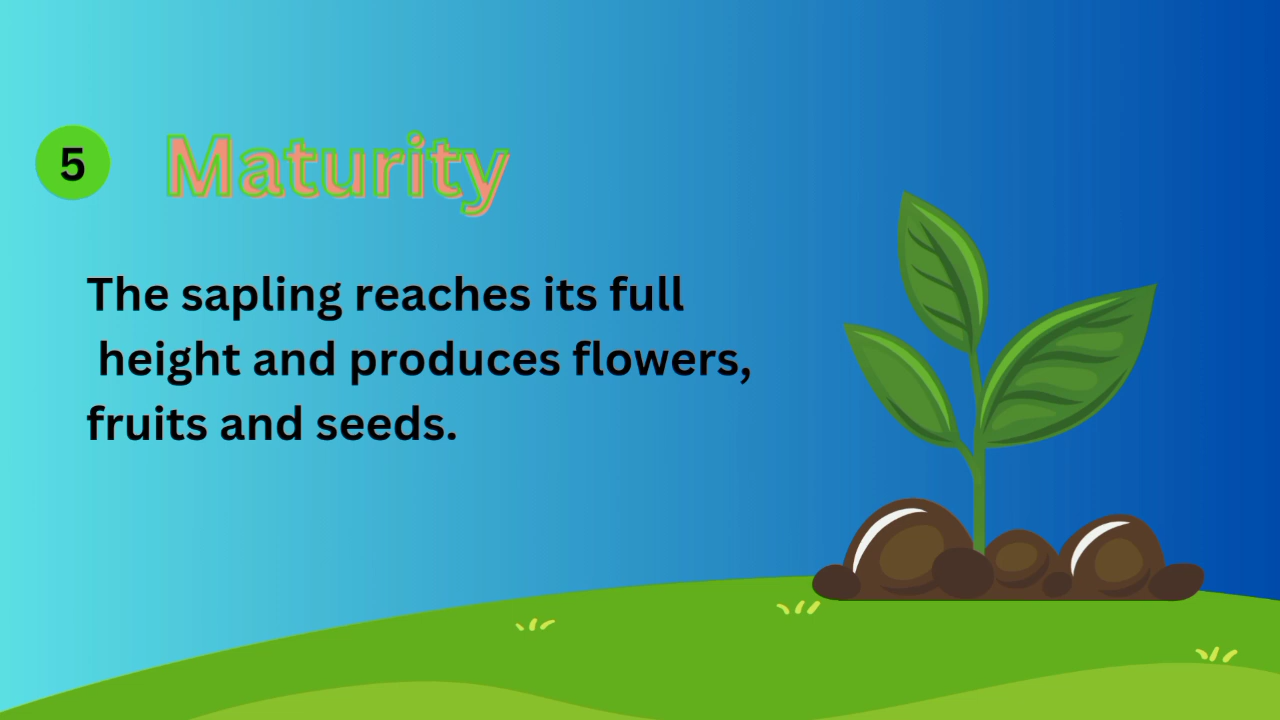 5 Maturity
The sapling reaches its full
height and produces flowers,
fruits and seeds.